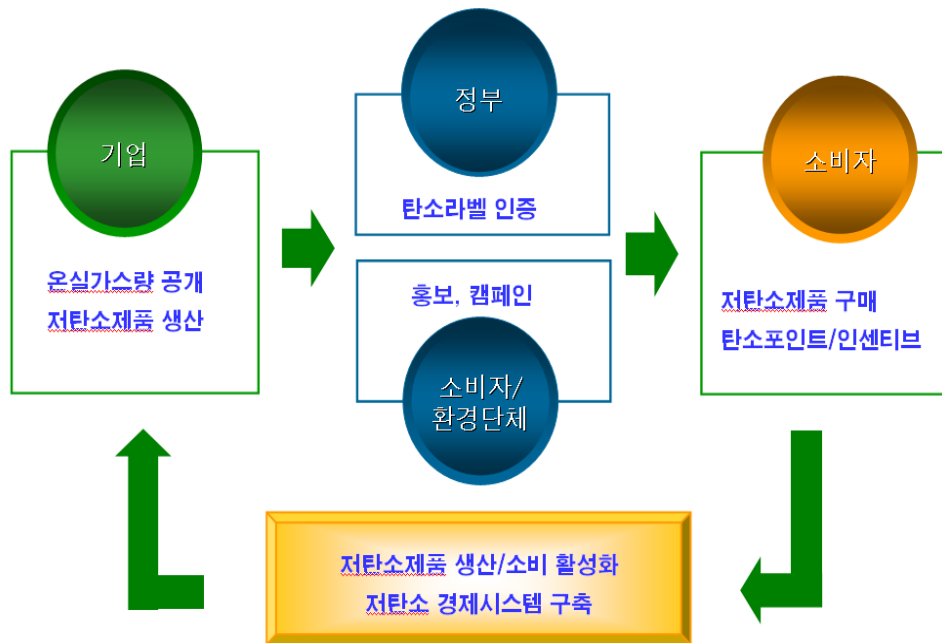 기업
온실가스량 공개
저탄소제품 생산
정부
탄소라벨 인증
홍보, 캠페인
소비자/
환경단체
소비자
저탄소제품 구매
탄소포인트/인센티브
저탄소제품 생산/소비 활성화
저탄소 경제시스템 구축